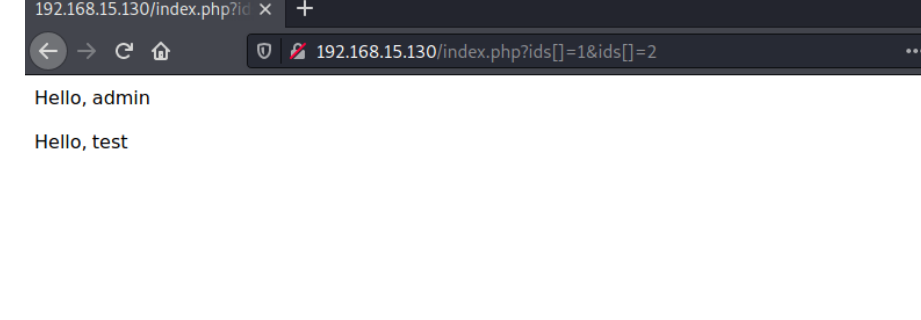 192.168.15.130/index.php?id
192.168.15.130/index.php?ids[]=1&ids[]=2
Hello, admin
Hello, test